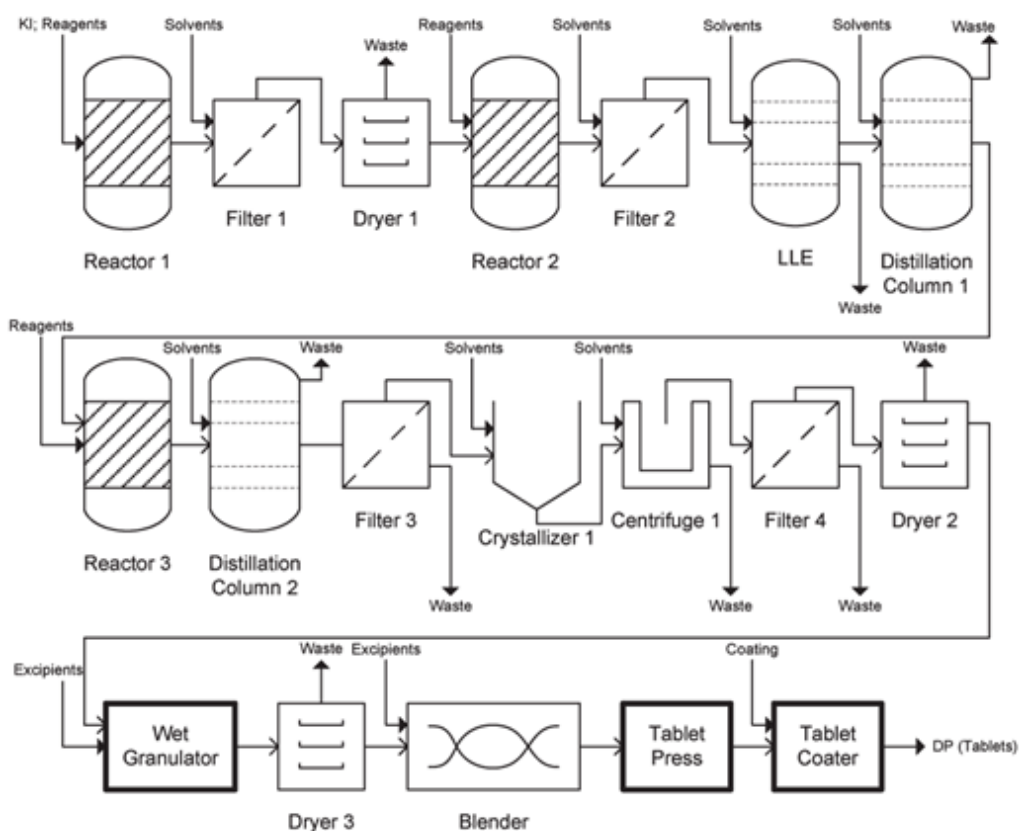 KI; Reagents
Solvents
Waste
Reagents
Solvents
Solvents
Solvents
Waste
Reactor 1
Filter 1
Dryer 1
Reactor 2
Filter 2
LLE
Distillation
Column 1
Waste
Reagents
Solvents
Waste
Solvents
Solvents
Waste
Reactor 3
Distillation
Column 2
Filter 3
Crystallizer 1
Centrifuge 1
Filter 4
Dryer 2
Waste
Waste
Waste
Excipients
Waste
Excipients
Coating
Wet
Granulator
Tablet
Press
Tablet
Coater
DP (Tablets)
Dryer 3
Blender